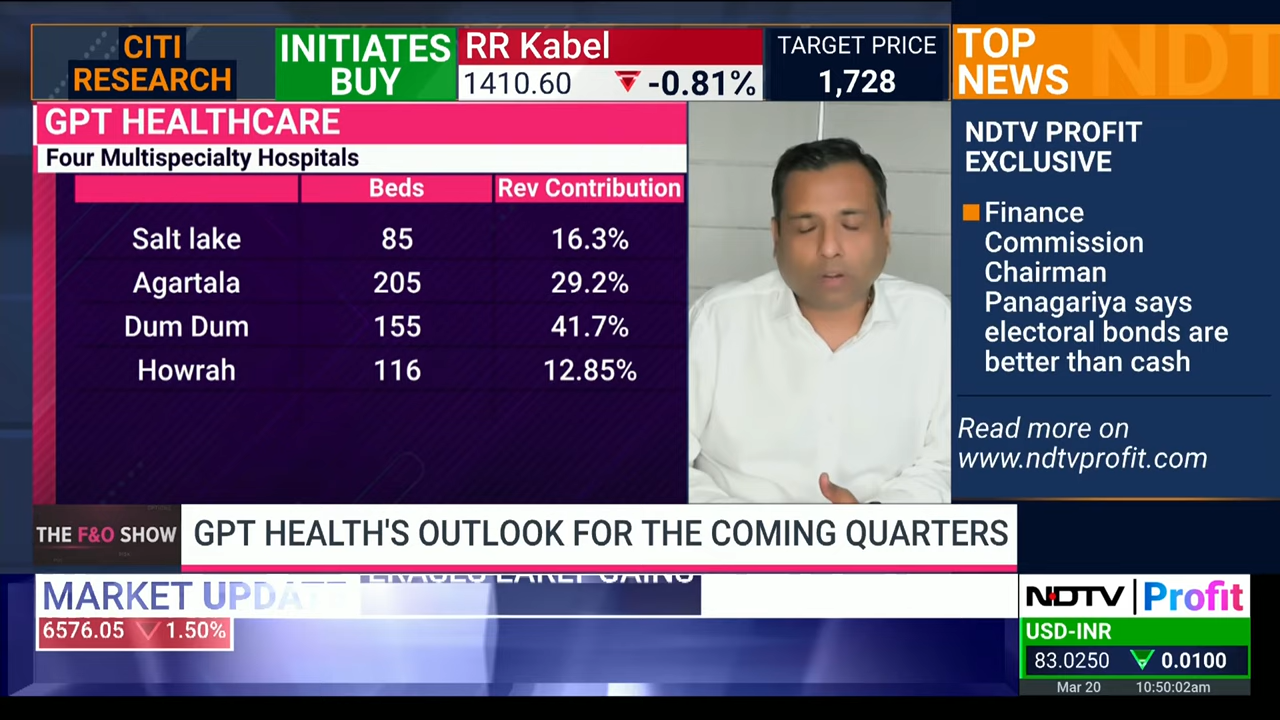 CITI
RESEARCH
INITIATES
BUY
RR Kabel
1410.60 -0.81%
TARGET PRICE
1,728
TOP
NEWS
GPT HEALTHCARE
Four Multispecialty Hospitals
Beds Rev Contribution
Salt lake 85 16.3%
Agartala 205 29.2%
Dum Dum 155 41.7%
Howrah 116 12.85%
NDTV PROFIT
EXCLUSIVE
Finance
Commission
Chairman
Panagariya says
electoral bonds are
better than cash
Read more on
www.ndtvprofit.com
THE F&O SHOW
GPT HEALTH'S OUTLOOK FOR THE COMING QUARTERS
MARKET UPDATE
ERASES EARLY GAINS
6576.05 1.50%
NDTV Profit
USD-INR
83.0250 0.0100
Mar 20 10:50:02am